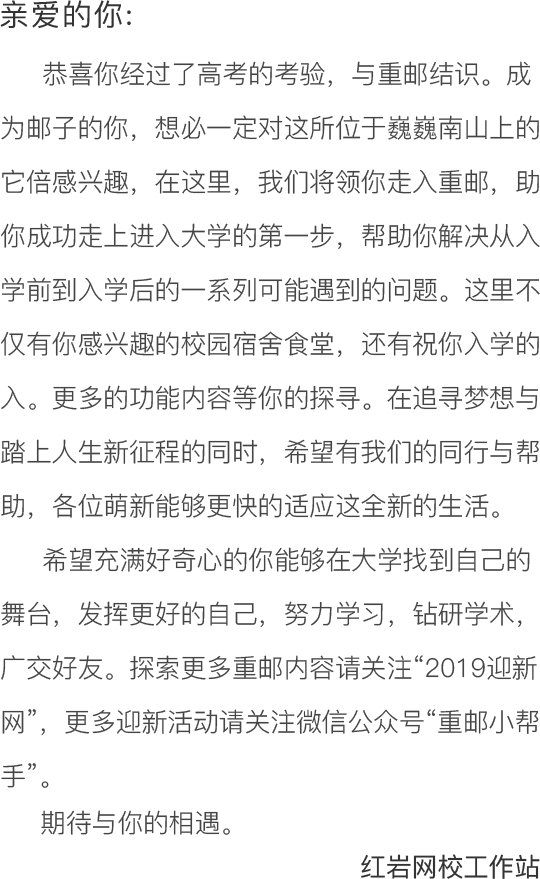 亲爱的你:
恭喜你经过了高考的考验，与重邮结识。成
为邮子的你，想必一定对这所位于巍巍南山上的
它倍感兴趣，在这里，我们将领你走入重邮，助
你成功走上进入大学的第一步，帮助你解决从入
学前到入学后的一系列可能遇到的问题。这里不
仅有你感兴趣的校园宿舍食堂，还有祝你入学的
入。更多的功能内容等你的探寻。在追寻梦想与
踏上人生新征程的同时，希望有我们的同行与帮
助，各位萌新能够更快的适应这全新的生活。
希望充满好奇心的你能够在大学找到自己的
舞台，发挥更好的自己，努力学习，钻研学术，
广交好友。探索更多重邮内容请关注“2019迎新
网”，更多迎新活动请关注微信公众号“重邮小帮
手”。
期待与你的相遇。
红岩网校工作站